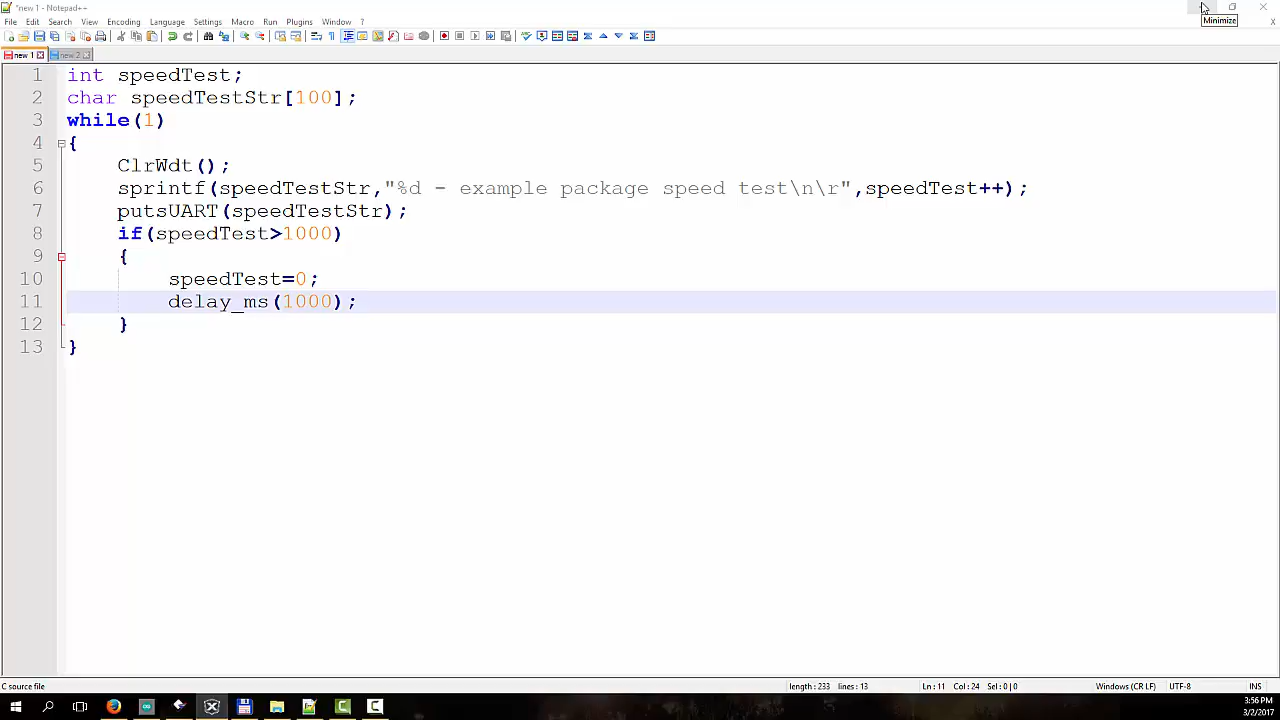 *new 1 - Notepad++
Minimize
File Edit Search View Encoding Language Settings Macro Run Plugins Window ? X
new 1 new 2
1 int speedTest;
2 char speedTestStr[100];
3 while(1)
4 {
5 ClrWdt();
6 sprintf(speedTestStr,"%d - example package speed test\n\r",speedTest++);
7 putsUART(speedTestStr);
8 if(speedTest>1000)
9 {
10 speedTest=0;
11 delay_ms(1000);
12 }
13 }
C source file length : 233 lines : 13 Ln : 11 Col : 24 Sel : 0 | 0 Windows (CR LF) UTF-8 INS
3:56 PM
3/2/2017